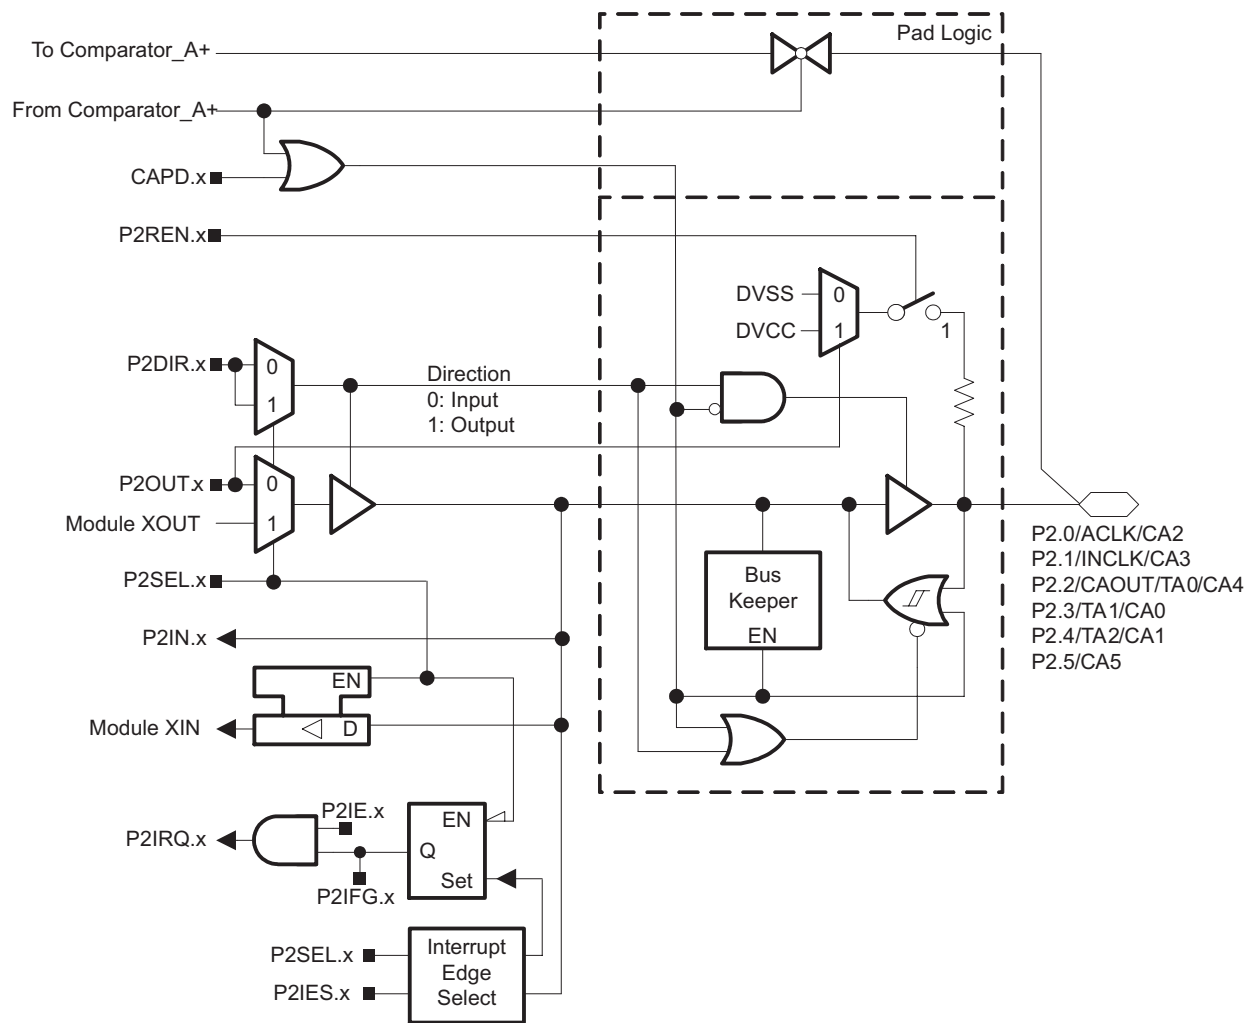 Pad Logic
To Comparator_A+
From Comparator_A+
CAPD.x
P2REN.x
DVSS
0
DVCC
1
1
P2DIR.x
0
1
Direction
0: Input
1: Output
P2OUT.x
0
Module XOUT
1
P2SEL.x
P2IN.x
Bus
Keeper
EN
P2.0/ACLK/CA2
P2.1/INCLK/CA3
P2.2/CAOUT/TA0/CA4
P2.3/TA1/CA0
P2.4/TA2/CA1
P2.5/CA5
EN
Module XIN
D
P2IE.x
P2IRQ.x
P2IFG.x
EN
Q
Set
P2SEL.x
P2IES.x
Interrupt
Edge
Select